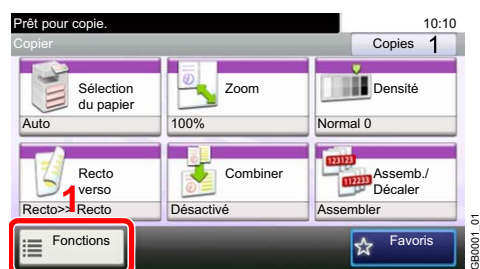 Prêt pour copie.
10:10
Copier
Copies 1
Sélection
du papier
Auto
Zoom
100%
Densité
Normal 0
Recto
verso
Recto>> Recto
1
Combiner
Désactivé
123123
112233
Assemb./
Décaler
Assembler
Fonctions
Favoris
GB0001_01